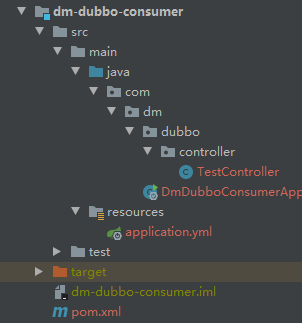 dm-dubbo-consumer
src
main
java
com
dm
dubbo
controller
TestController
DmDubboConsumerApp
resources
application.yml
test
target
dm-dubbo-consumer.iml
pom.xml